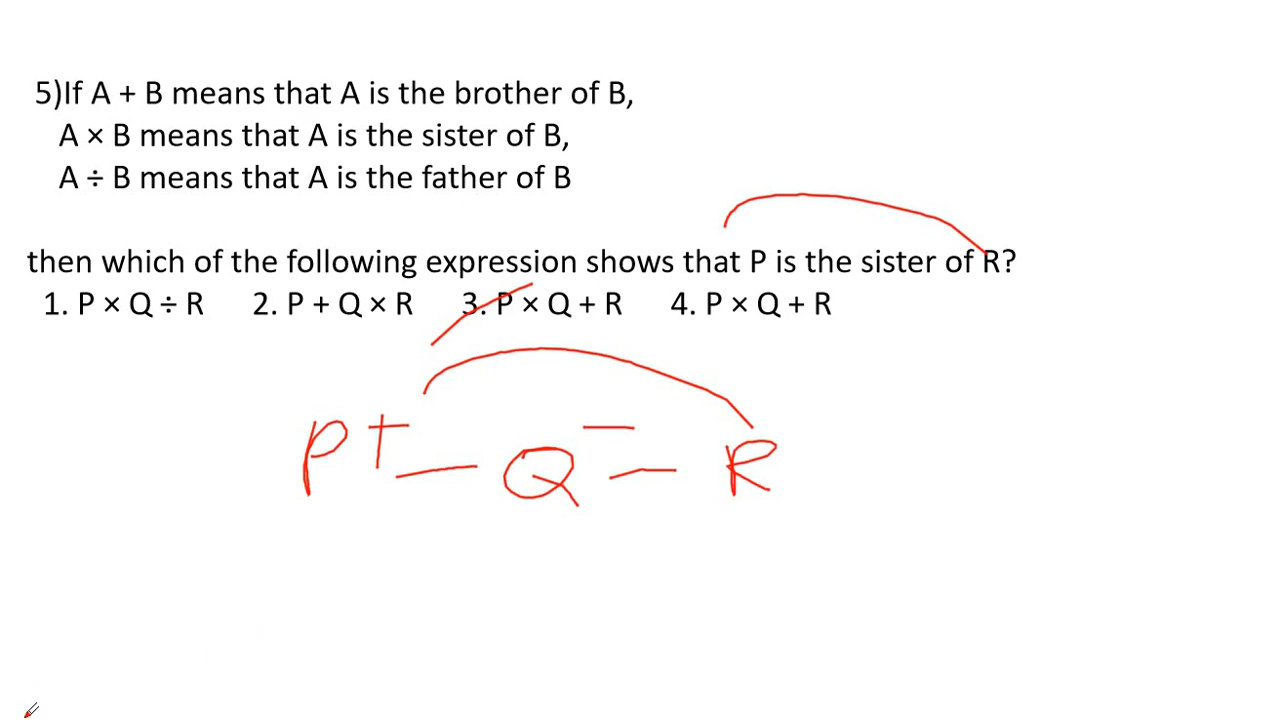 5)If A + B means that A is the brother of B,
A × B means that A is the sister of B,
A ÷ B means that A is the father of B
then which of the following expression shows that P is the sister of R?
1. P × Q ÷ R 2. P + Q × R 3. P × Q + R 4. P × Q + R
P + — Q — — R